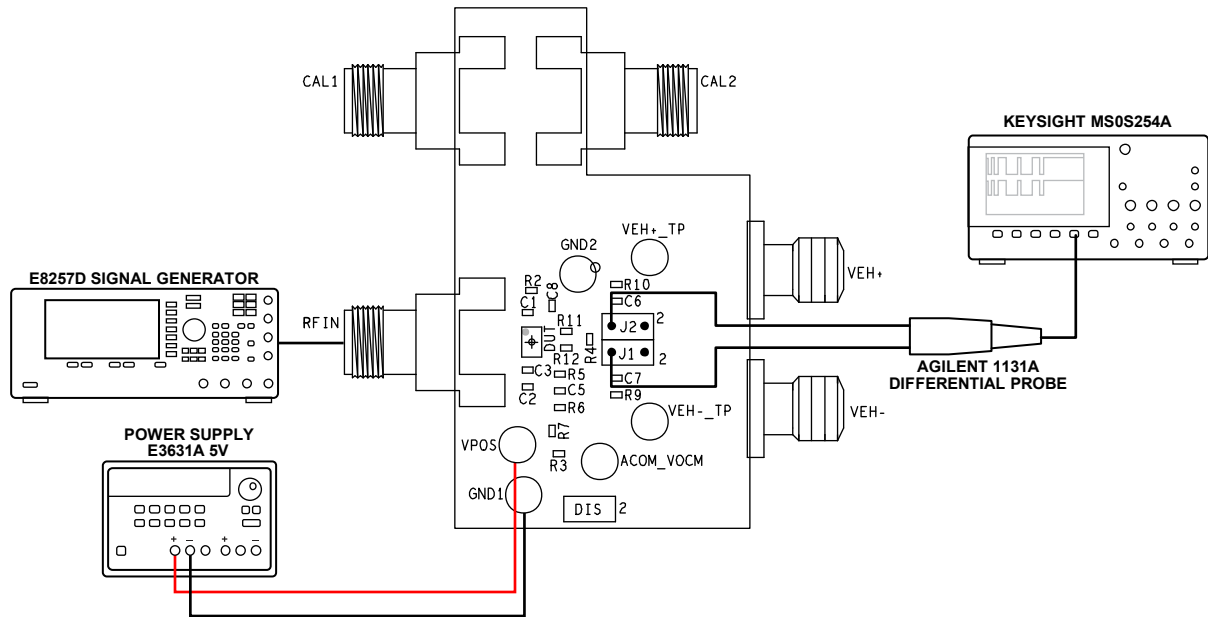 CAL1
CAL2
KEYSIGHT MS0S254A
VEH+_TP
GND2
VEH+
E8257D SIGNAL GENERATOR
R2
C8
R10
C1
C6
RFIN
R11
DUT
J2
2
R4
J1
2
R12
C3
R5
C7
C2
C5
R9
R6
AGILENT 1131A
DIFFERENTIAL PROBE
VEH-_TP
VEH-
POWER SUPPLY
E3631A 5V
VPOS
R7
R3
ACOM_VOCM
GND1
DIS
2
+
–
+
–